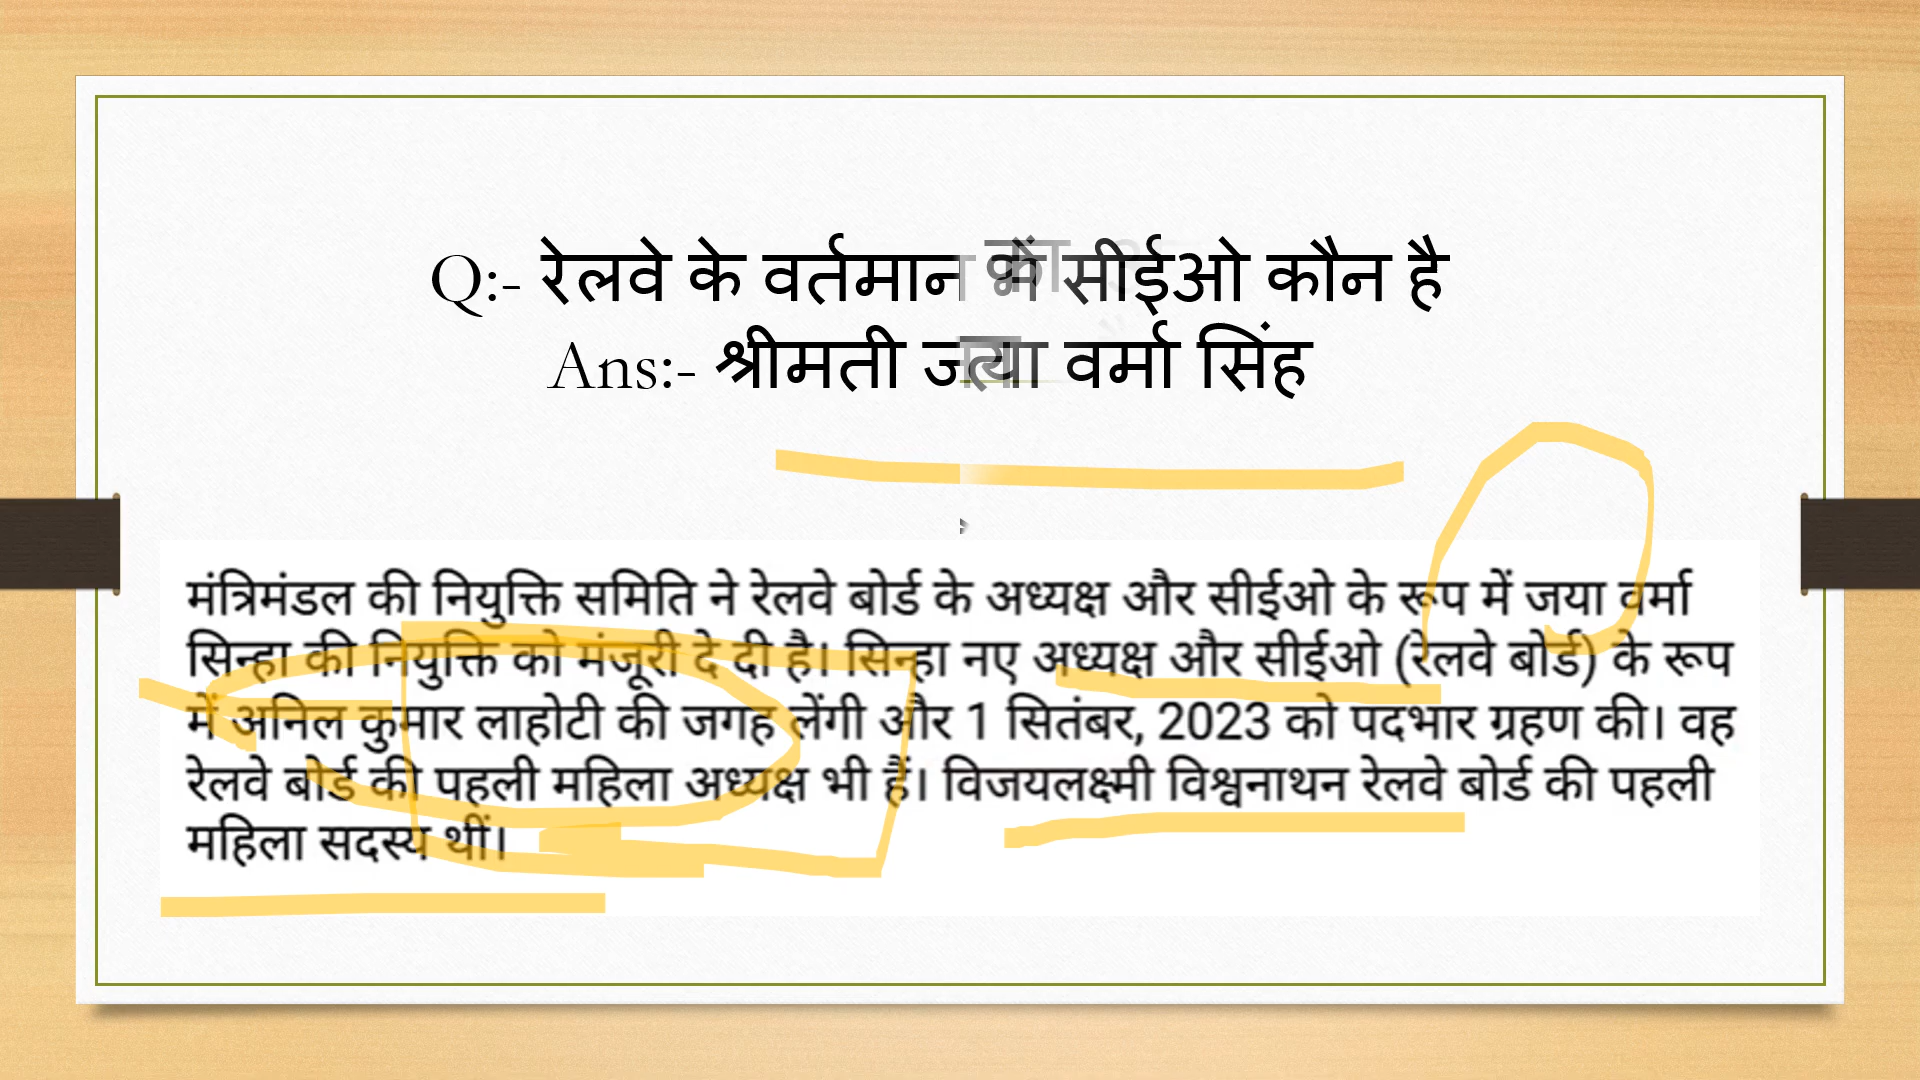 Q:- रेलवे के वर्तमान में सीईओ कौन है
Ans:- श्रीमती जया वर्मा सिंह
मंत्रिमंडल की नियुक्ति समिति ने रेलवे बोर्ड के अध्यक्ष और सीईओ के रूप में जया वर्मा
सिन्हा की नियुक्ति को मंजूरी दे दी है। सिन्हा नए अध्यक्ष और सीईओ (रेलवे बोर्ड) के रूप
में अनिल कुमार लाहोटी की जगह लेंगी और 1 सितंबर, 2023 को पदभार ग्रहण की। वह
रेलवे बोर्ड की पहली महिला अध्यक्ष भी हैं। विजयलक्ष्मी विश्वनाथन रेलवे बोर्ड की पहली
महिला सदस्य थीं।